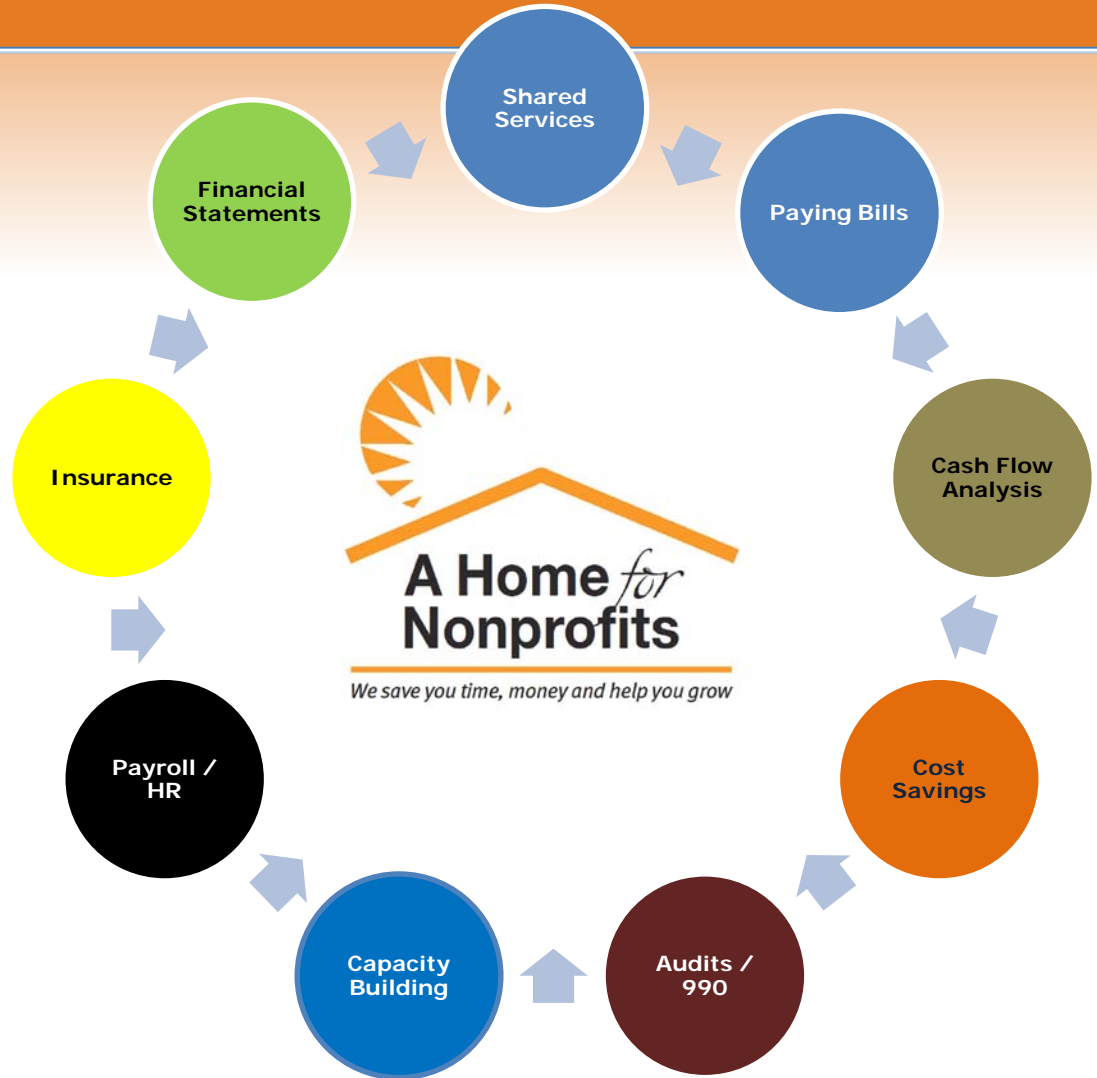 Shared
Services
Paying Bills
Cash Flow
Analysis
Cost
Savings
Audits /
990
Capacity
Building
Payroll /
HR
Insurance
Financial
Statements
A Home for
Nonprofits
We save you time, money and help you grow